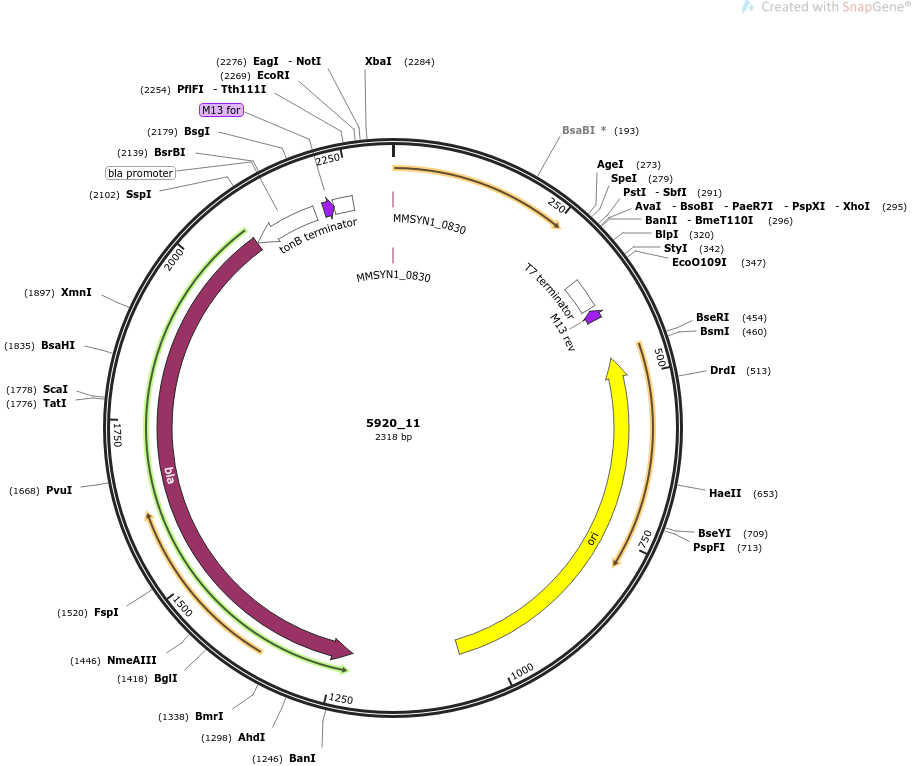 Created with SnapGene®
(2276) EagI - NotI
XbaI (2284)
(2269) EcoRI
(2254) PflFI - Tth111I
M13 for
(2179) BsgI
(2139) BsrBI
bla promoter
(2102) SspI
BsaBI * (193)
AgeI (273)
SpeI (279)
PstI - SbfI (291)
AvaI - BsoBI - PaeR7I - PspXI - XhoI (295)
BanII - BmeT110I (296)
BlpI (320)
StyI (342)
EcoO109I (347)
2250
250
MMSYN1_0830
tonB terminator
MMSYN1_0830
2000
T7 terminator
M13 rev
(1897) XmnI
BseRI (454)
BsmI (460)
(1835) BsaHI
500
DrdI (513)
(1778) ScaI
(1776) TatI
5920_11
2318 bp
1750
bla
(1668) PvuI
HaeII (653)
BseYI (709)
PspFI (713)
ori
750
(1520) FspI
1500
(1446) NmeAIII
(1418) BglI
1000
1250
(1338) BmrI
(1298) AhdI
(1246) BanI